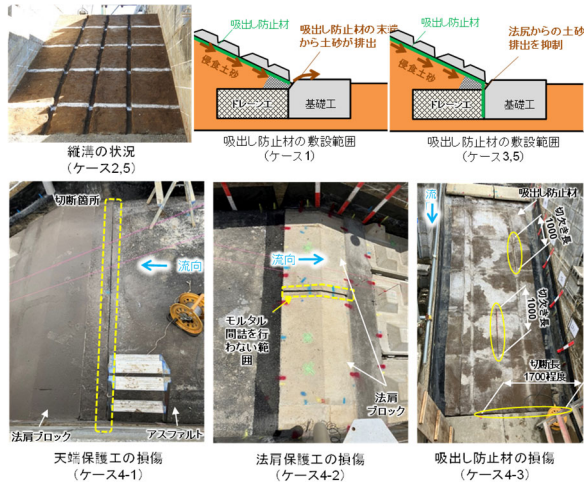 縦溝の状況
(ケース2,5)
吸出し防止材
吸出し防止材の末端
から土砂が排出
侵食土砂
ドレーン工
基礎工
吸出し防止材の敷設範囲
(ケース1)
吸出し防止材
法尻からの土砂
排出を抑制
侵食土砂
ドレーン工
基礎工
吸出し防止材の敷設範囲
(ケース3,5)
切断箇所
流向
法肩ブロック
アスファルト
天端保護工の損傷
(ケース4-1)
流向
モルタル
間詰を行
わない範
囲
法肩
ブロック
法肩保護工の損傷
(ケース4-2)
流
吸出し防止材
切欠き長
1000
切欠き長
1000
切断長
1700程度
吸出し防止材の損傷
(ケース4-3)